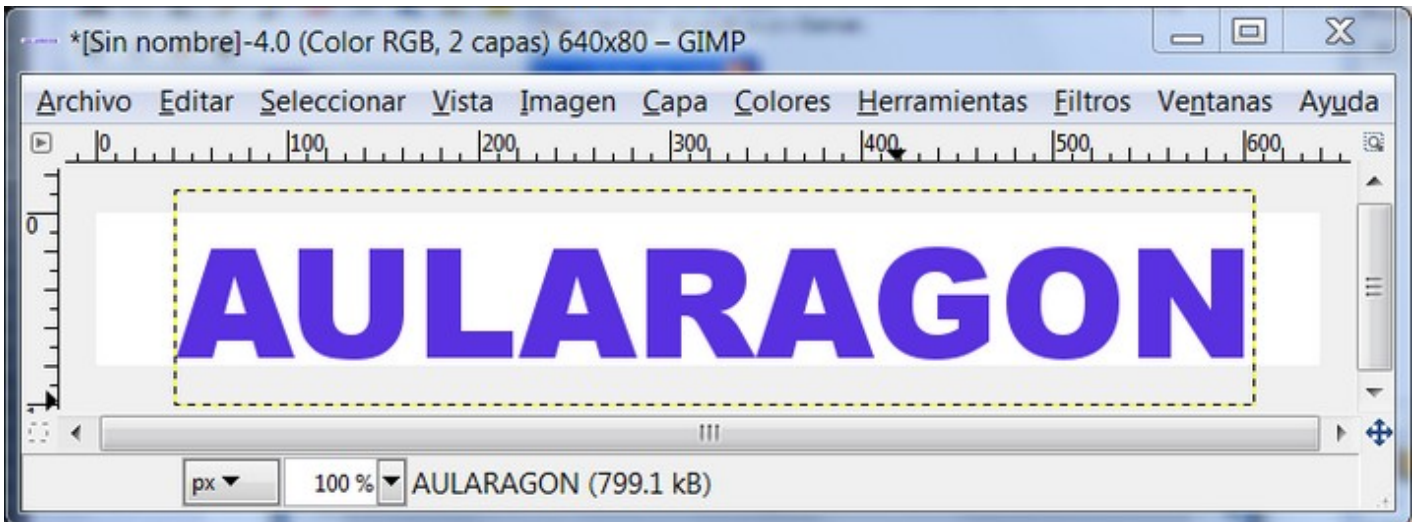 *[Sin nombre]-4.0 (Color RGB, 2 capas) 640x80 – GIMP
Archivo Editar Seleccionar Vista Imagen Capa Colores Herramientas Filtros Ventanas Ayuda
0 100 200 300 400 500 600
0
AULARAGON
px 100 % AULARAGON (799.1 kB)